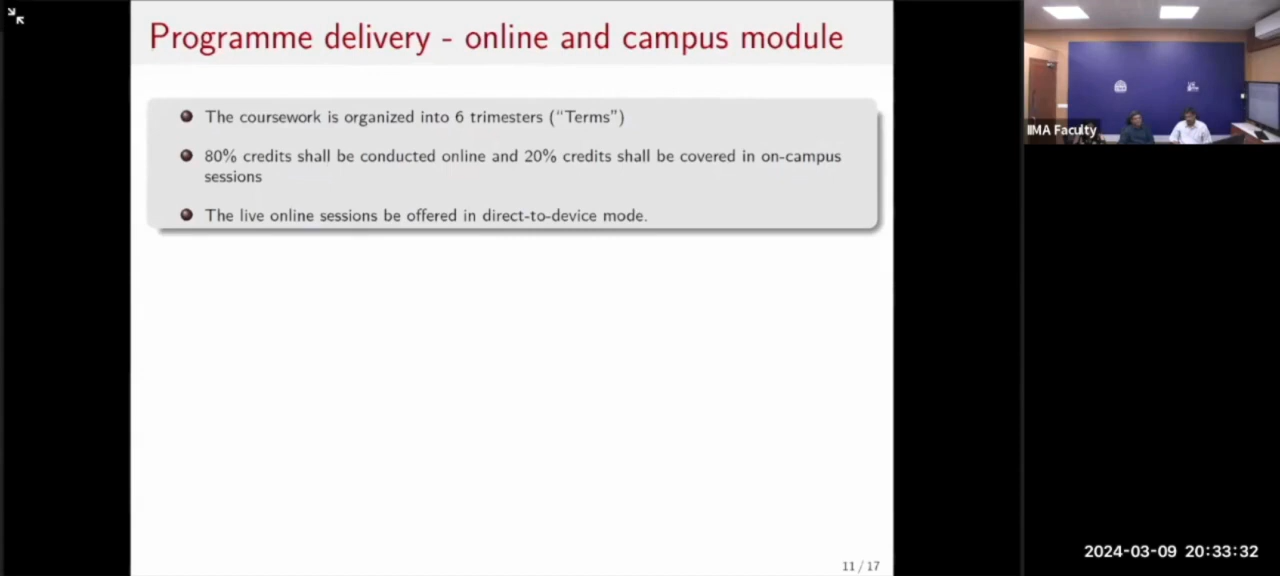 Programme delivery - online and campus module
The coursework is organized into 6 trimesters (“Terms”)
80% credits shall be conducted online and 20% credits shall be covered in on-campus
sessions
The live online sessions be offered in direct-to-device mode.
11 / 17
IIMA Faculty
2024-03-09 20:33:32